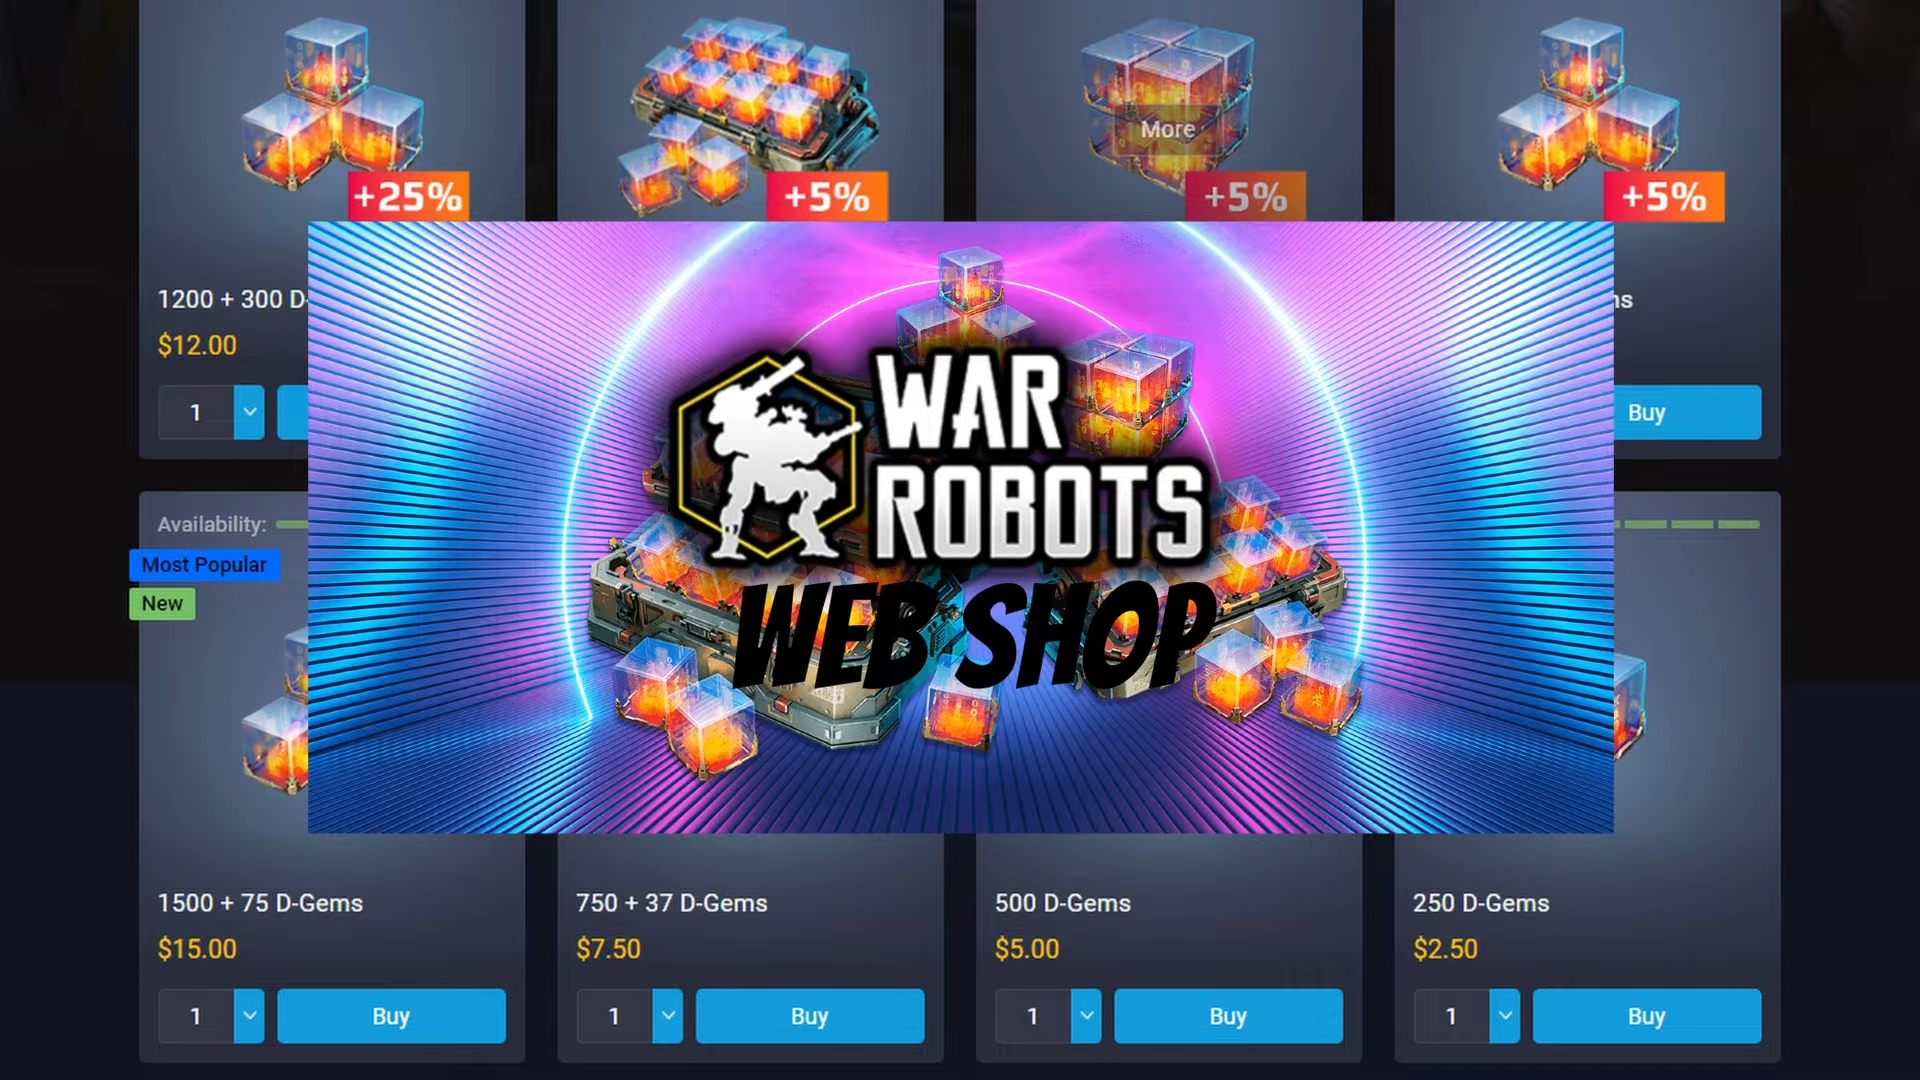 +25%
+5%
More
+5%
+5%
1200 + 300 D-
$12.00
1
Buy
WAR
ROBOTS
WEB SHOP
Availability:
Most Popular
New
1500 + 75 D-Gems
$15.00
1
Buy
750 + 37 D-Gems
$7.50
1
Buy
500 D-Gems
$5.00
1
Buy
250 D-Gems
$2.50
1
Buy